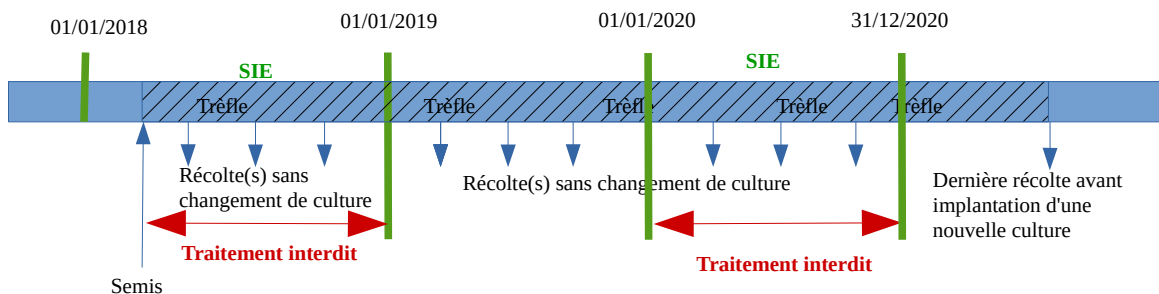 01/01/2018
01/01/2019
01/01/2020
31/12/2020
SIE
SIE
Trèfle
Trèfle
Trèfle
Trèfle
Trèfle
Récolte(s) sans
changement de culture
Récolte(s) sans changement de culture
Dernière récolte avant
implantation d'une
nouvelle culture
Traitement interdit
Traitement interdit
Semis